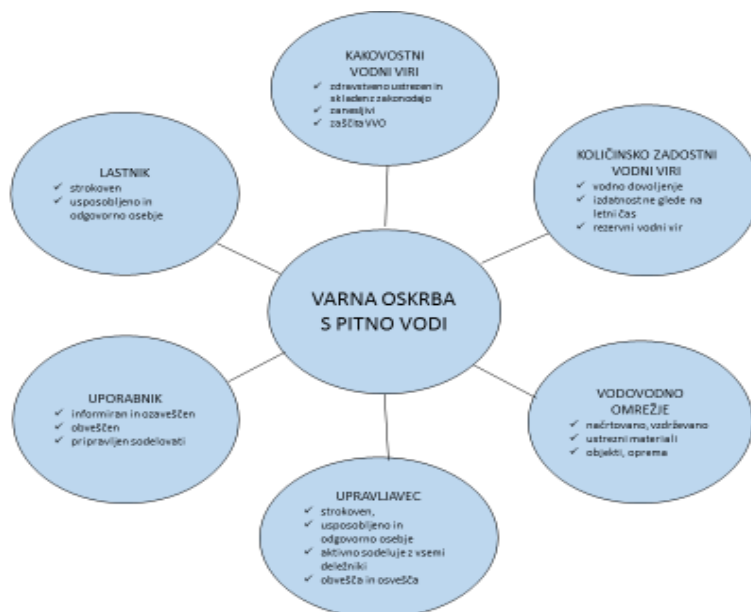 KAKOVOSTNI
VODNI VIRI
✓ zdravstveno ustrezen in
skladen z zakonodajo
✓ zanesljivi
✓ zaščita VVO
KOLIČINSKO ZADOSTNI
VODNI VIRI
✓ vodno dovoljenje
✓ izdatnostne glede na
letni čas
✓ rezervni vodni vir
LASTNIK
✓ strokoven
✓ usposobljeno in
odgovorno osebje
VARNA OSKRBA
S PITNO VODI
UPORABNIK
✓ informiran in ozaveščen
✓ obveščen
✓ pripravljen sodelovati
VODOVODNO
OMREŽJE
✓ načrtovano, vzdrževano
✓ ustrezni materiali
✓ objekti, oprema
UPRAVLJAVEC
✓ strokoven,
✓ usposobljeno in
odgovorno osebje
✓ aktivno sodeluje z vsemi
deležniki
✓ obvešča in osvešča